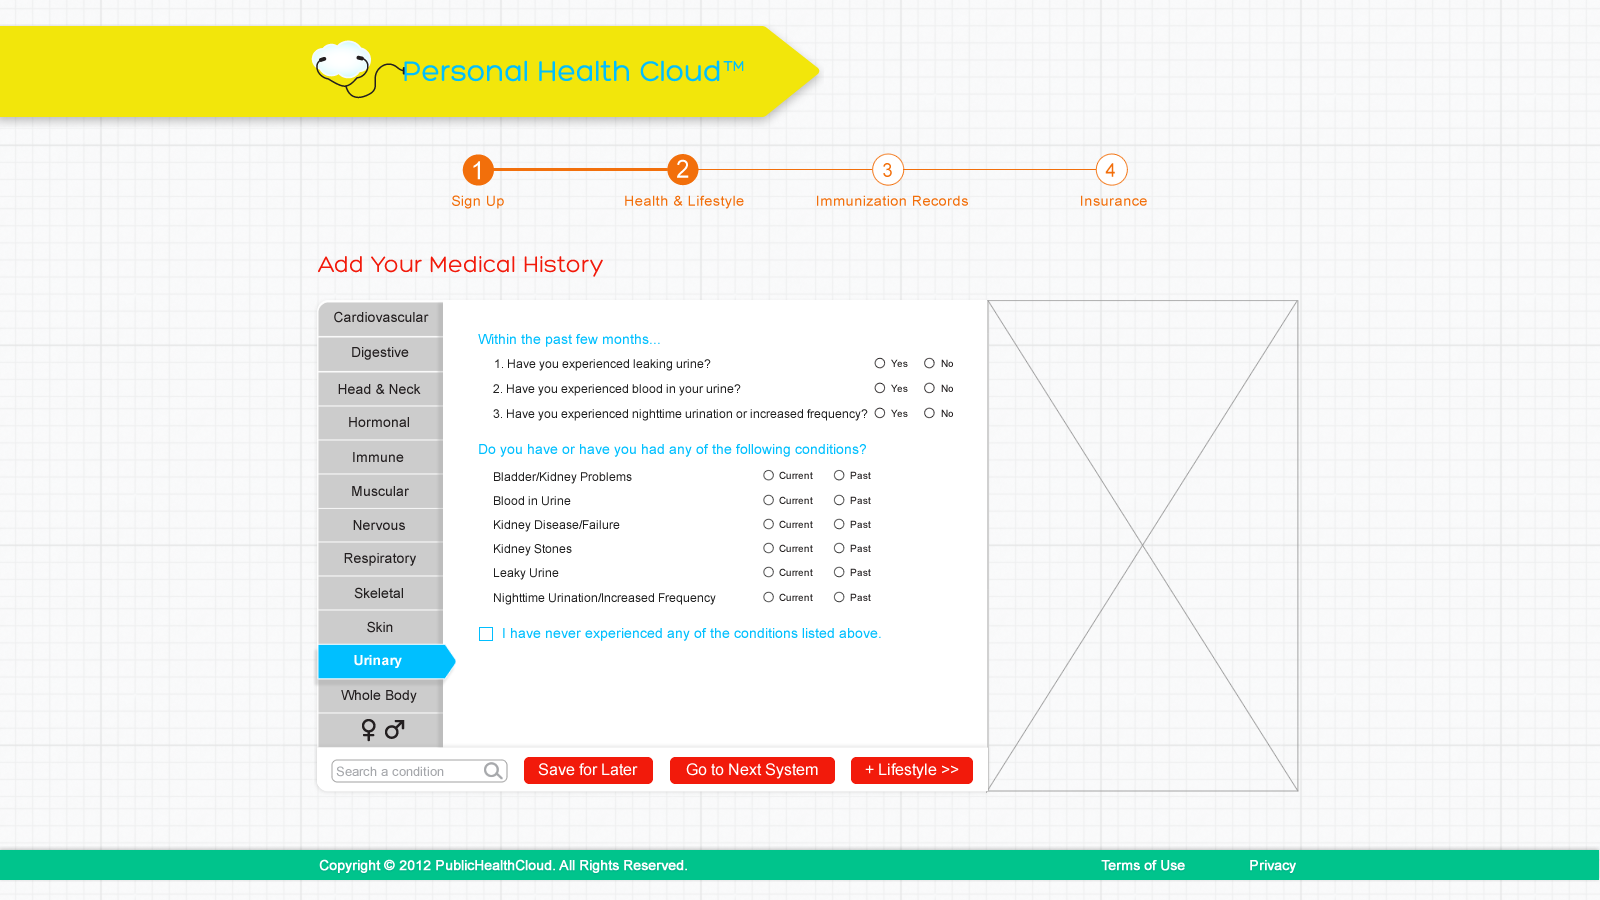 Personal Health Cloud™
1 2 3 4
Sign Up Health & Lifestyle Immunization Records Insurance
Add Your Medical History
Cardiovascular
Digestive
Head & Neck
Hormonal
Immune
Muscular
Nervous
Respiratory
Skeletal
Skin
Urinary
Whole Body
♀ ♂
Within the past few months...
1. Have you experienced leaking urine? Yes No
2. Have you experienced blood in your urine? Yes No
3. Have you experienced nighttime urination or increased frequency? Yes No
Do you have or have you had any of the following conditions?
Bladder/Kidney Problems Current Past
Blood in Urine Current Past
Kidney Disease/Failure Current Past
Kidney Stones Current Past
Leaky Urine Current Past
Nighttime Urination/Increased Frequency Current Past
I have never experienced any of the conditions listed above.
Search a condition Save for Later Go to Next System + Lifestyle >>
Copyright © 2012 PublicHealthCloud. All Rights Reserved. Terms of Use Privacy